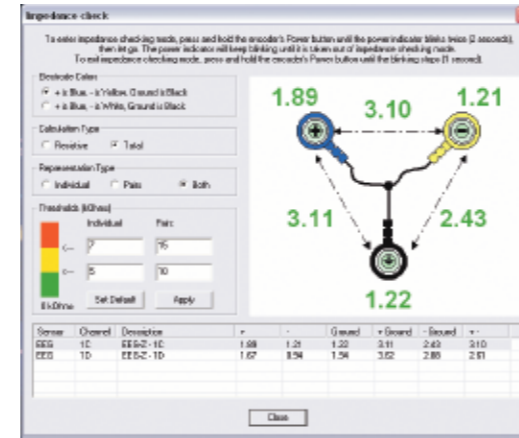 Impedance check
To enter impedance checking mode, press and hold the encoder's Power button until the power indicator blinks twice (2 seconds),
then let go. The power indicator will keep blinking until it is taken out of impedance checking mode.
To exit impedance checking mode, press and hold the encoder's Power button until the blinking stops (1 second).
Electrode Colors
+ is Blue, - is Yellow, Ground is Black
+ is Blue, - is White, Ground is Black
Calculation Type
Resistive Total
Representation Type
Individual Pairs Both
Thresholds (kOhms)
Individual Pairs
<-- 7 15
<-- 5 10
0 kOhms Set Default Apply
1.89 3.10 1.21
+ -
3.11 2.43
1.22
Sensor Channel Description + - Ground + Ground - Ground + -
EEG 1C EEG-Z - 1C 1.89 1.21 1.22 3.11 2.43 3.10
EEG 1D EEG-Z - 1D 1.67 0.94 1.94 3.62 2.88 2.61
Close